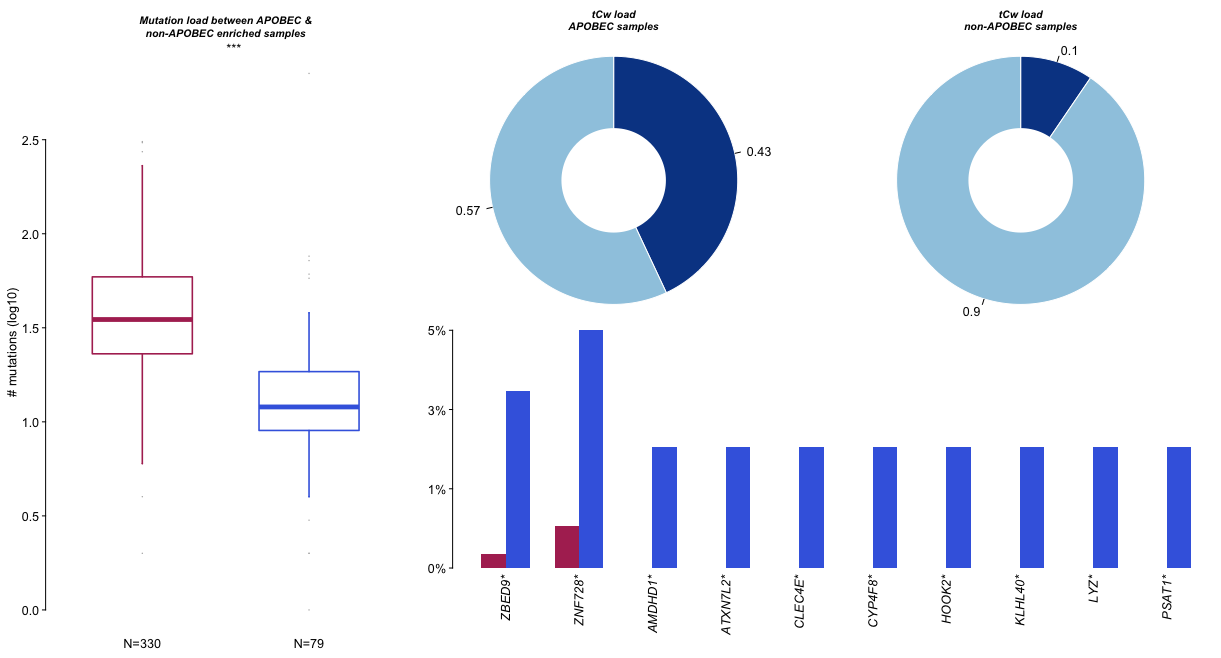 Mutation load between APOBEC &
non-APOBEC enriched samples
***
# mutations (log10)
2.5
2.0
1.5
1.0
0.5
0.0
N=330
N=79
tCw load
APOBEC samples
0.43
0.57
tCw load
non-APOBEC samples
0.1
0.9
5%
3%
1%
0%
ZBED9*
ZNF728*
AMDHD1*
ATXN7L2*
CLEC4E*
CYP4F8*
HOOK2*
KLHL40*
LYZ*
PSAT1*